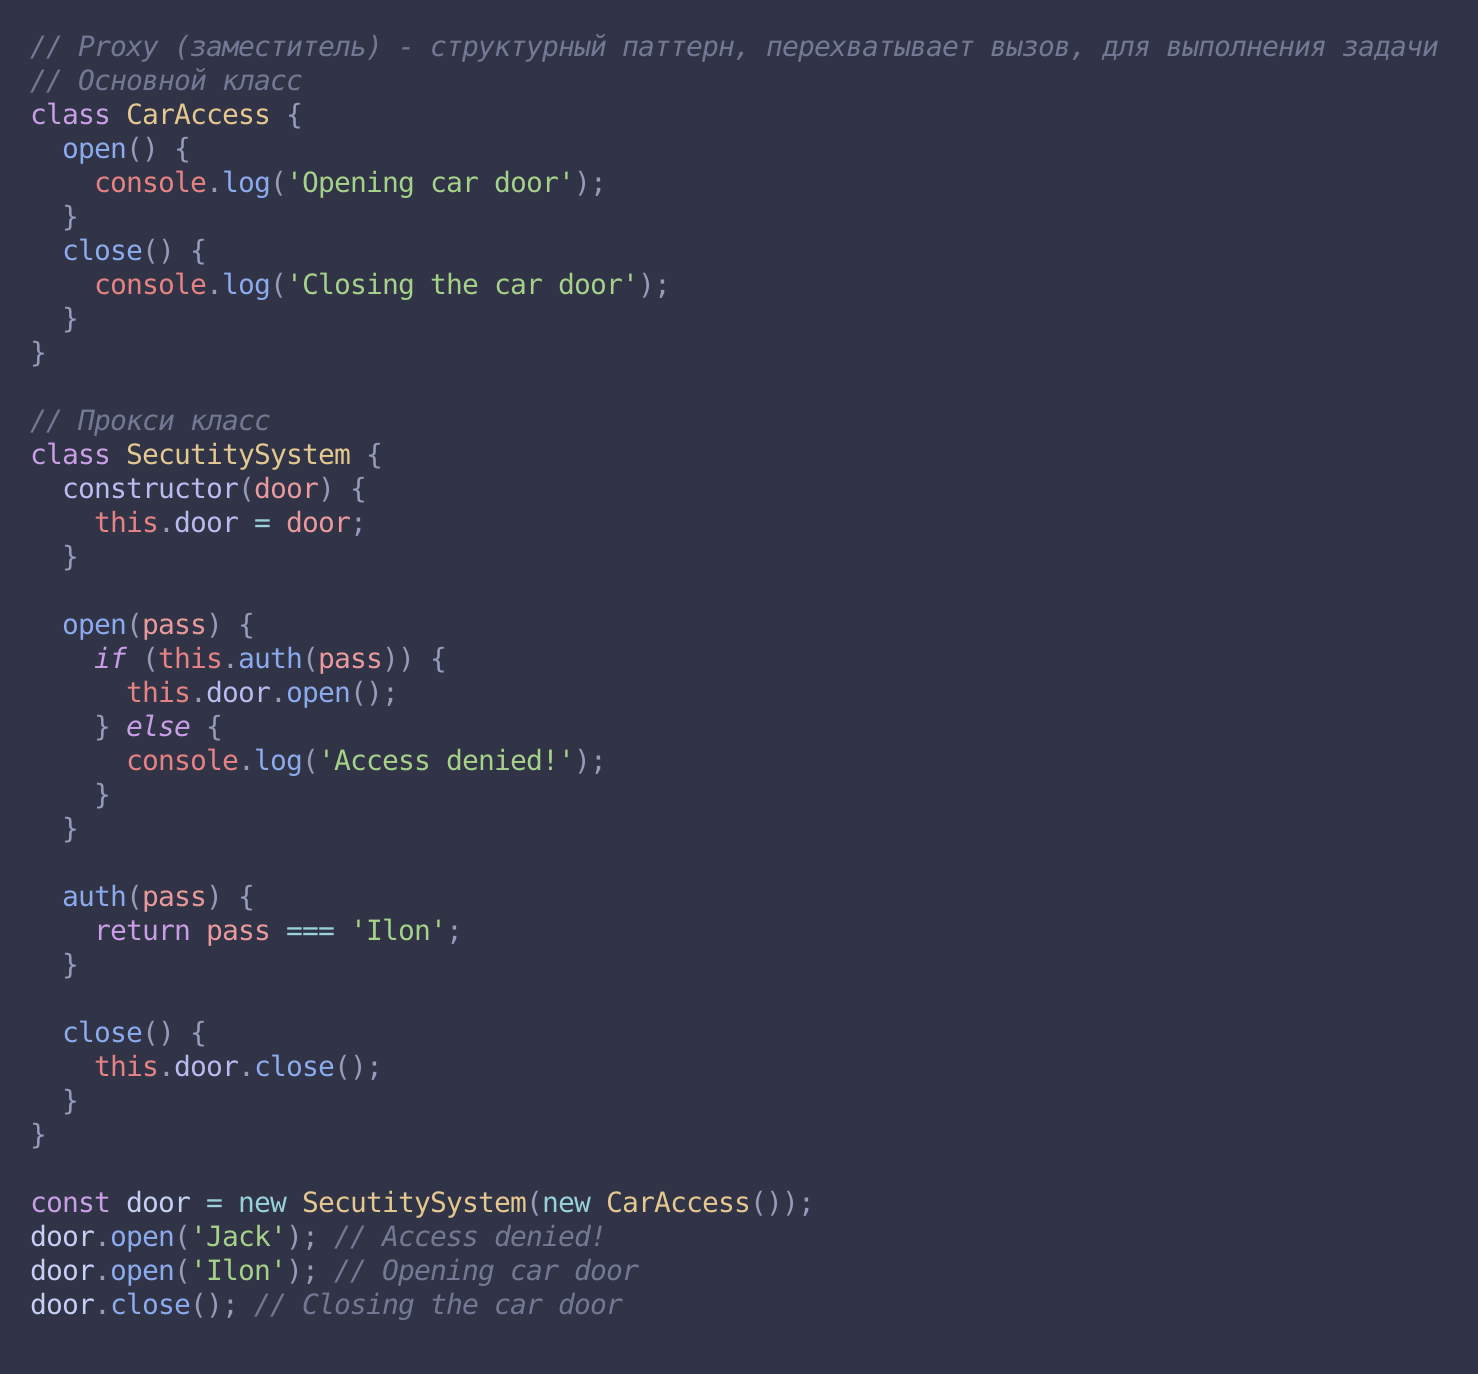 // Proxy (заместитель) - структурный паттерн, перехватывает вызов, для выполнения задачи
// Основной класс
class CarAccess {
  open() {
    console.log('Opening car door');
  }
  close() {
    console.log('Closing the car door');
  }
}

// Прокси класс
class SecutitySystem {
  constructor(door) {
    this.door = door;
  }

  open(pass) {
    if (this.auth(pass)) {
      this.door.open();
    } else {
      console.log('Access denied!');
    }
  }

  auth(pass) {
    return pass === 'Ilon';
  }

  close() {
    this.door.close();
  }
}

const door = new SecutitySystem(new CarAccess());
door.open('Jack'); // Access denied!
door.open('Ilon'); // Opening car door
door.close(); // Closing the car door